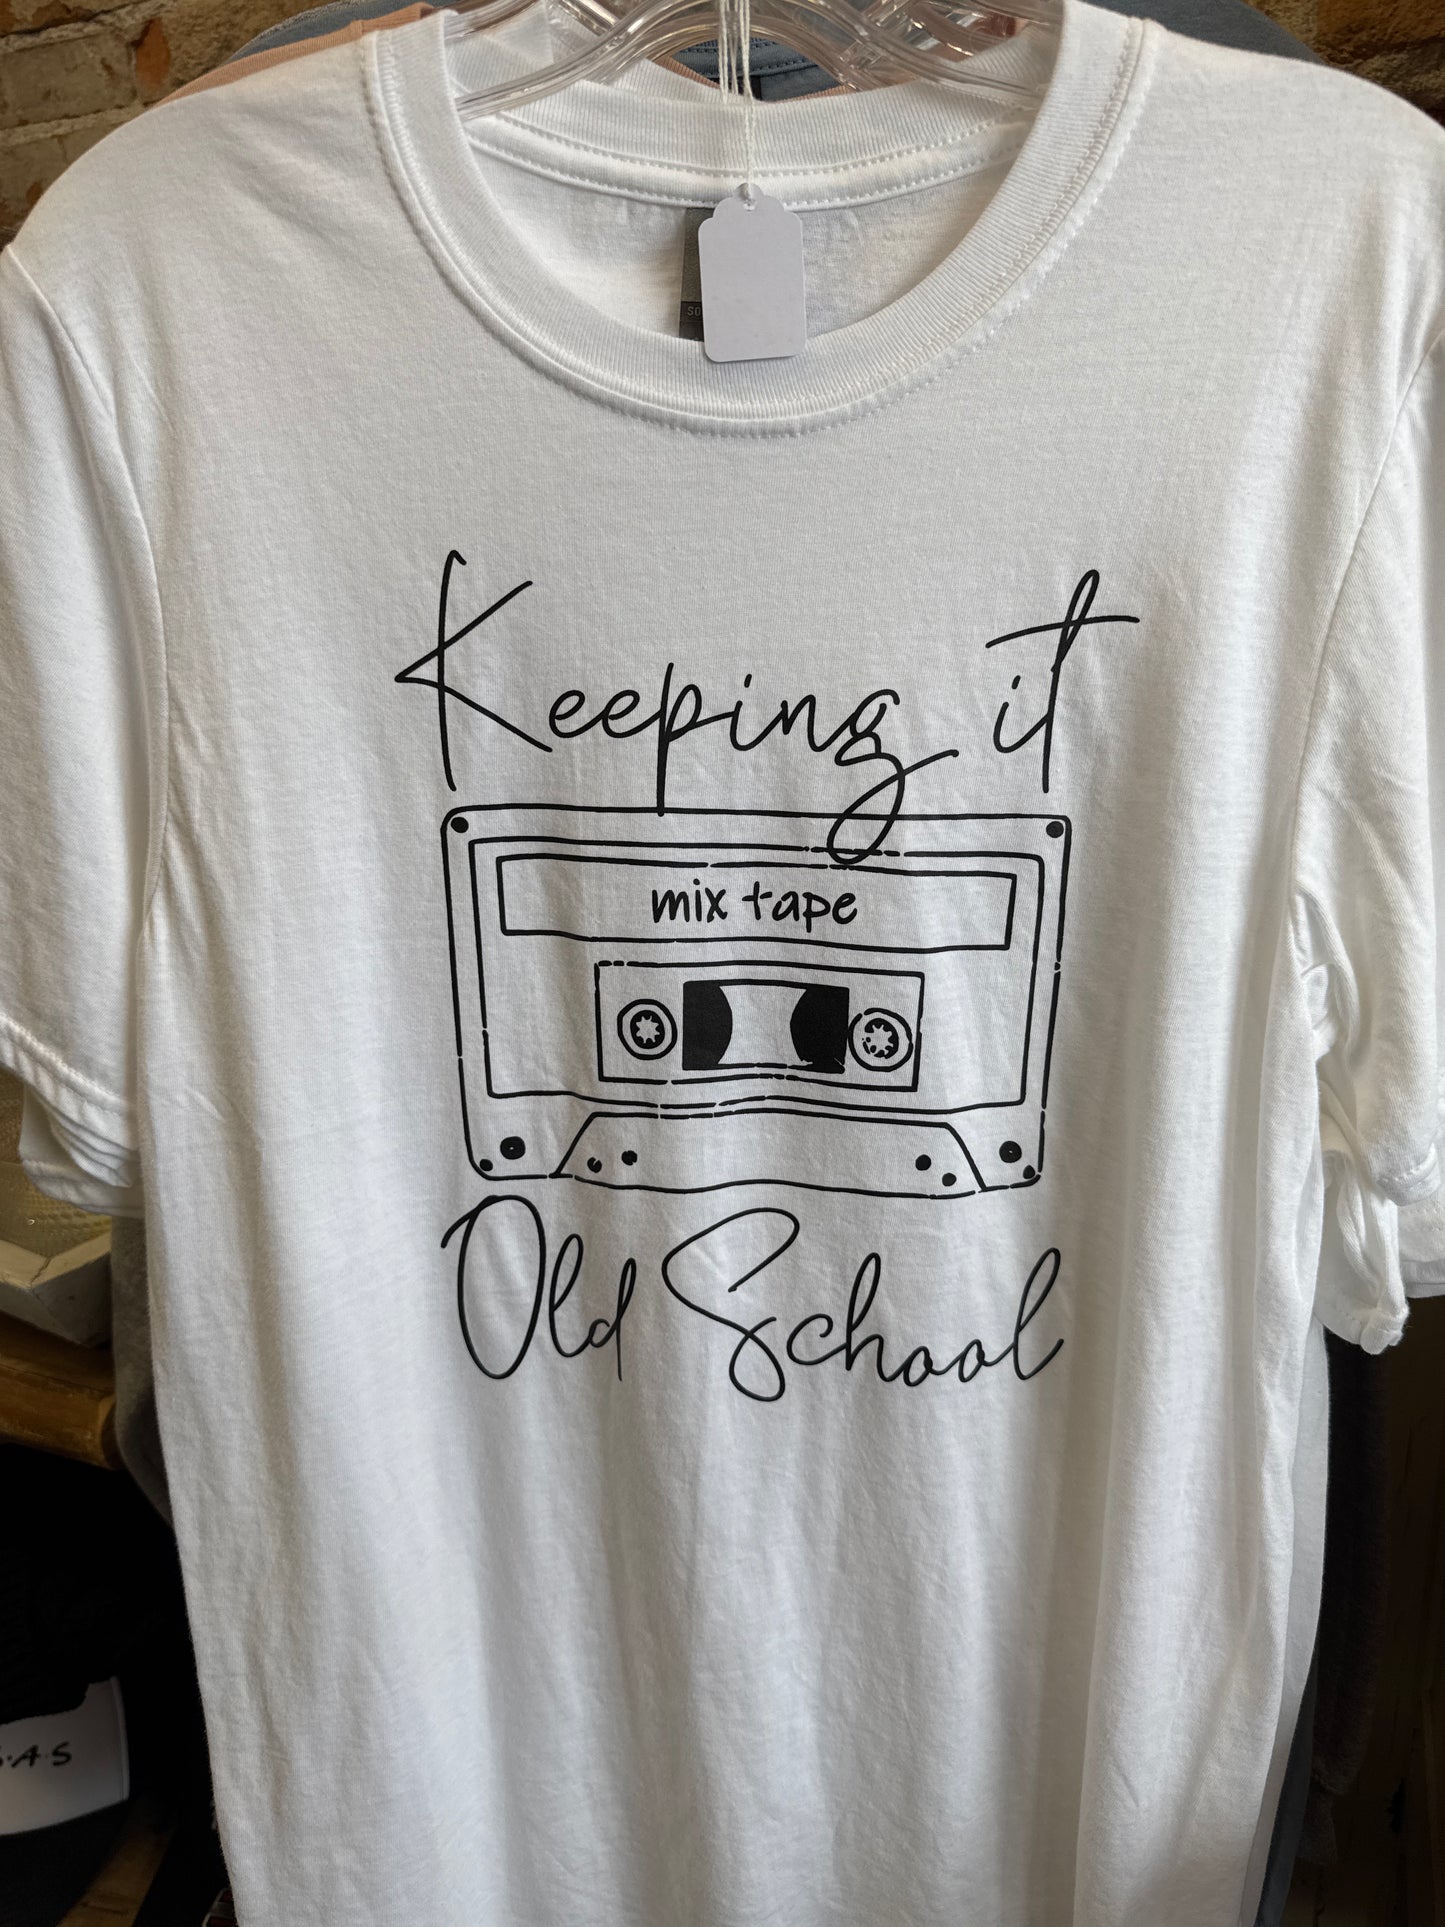 Keeping it
mix tape
Old School
A.S